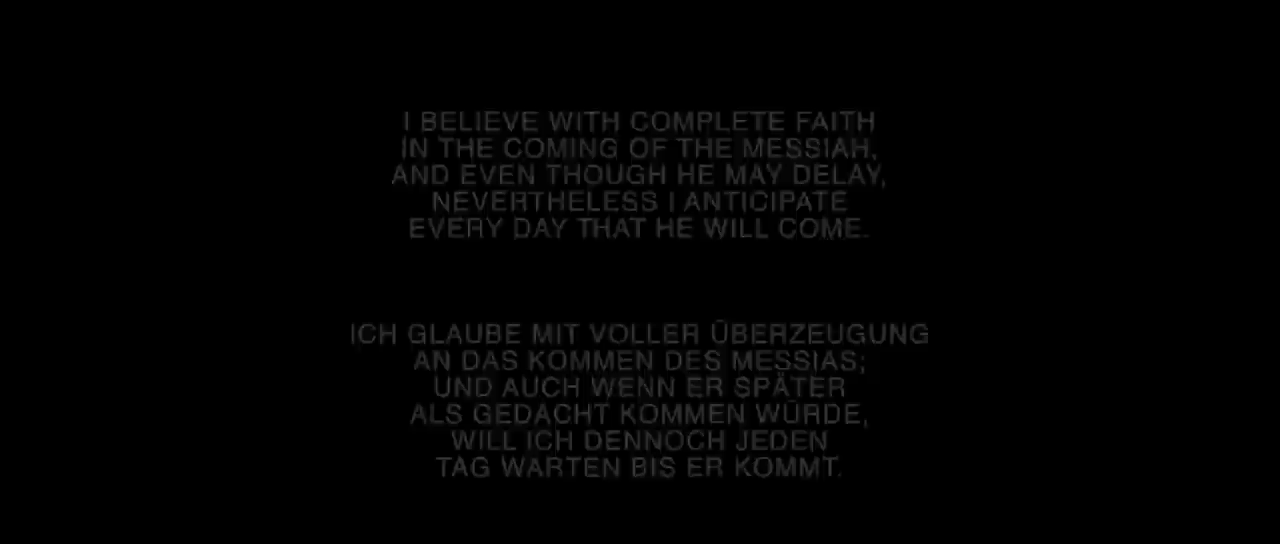 I BELIEVE WITH COMPLETE FAITH
IN THE COMING OF THE MESSIAH,
AND EVEN THOUGH HE MAY DELAY,
NEVERTHELESS I ANTICIPATE
EVERY DAY THAT HE WILL COME.
ICH GLAUBE MIT VOLLER ÜBERZEUGUNG
AN DAS KOMMEN DES MESSIAS;
UND AUCH WENN ER SPÄTER
ALS GEDACHT KOMMEN WÜRDE,
WILL ICH DENNOCH JEDEN
TAG WARTEN BIS ER KOMMT.